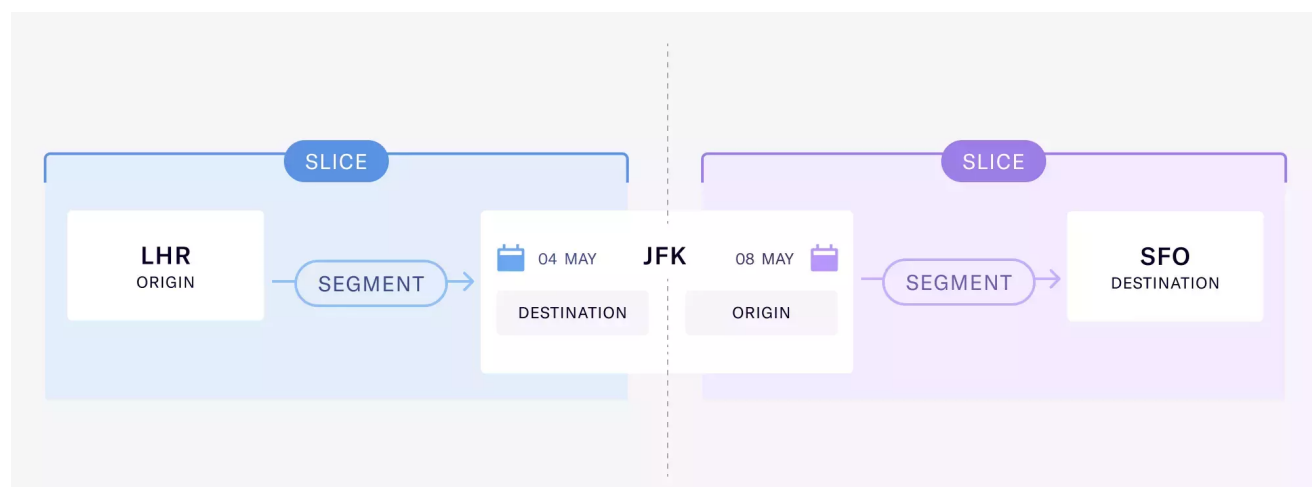 SLICE
SLICE
LHR
ORIGIN
SEGMENT
04 MAY
JFK
08 MAY
DESTINATION
ORIGIN
SEGMENT
SFO
DESTINATION